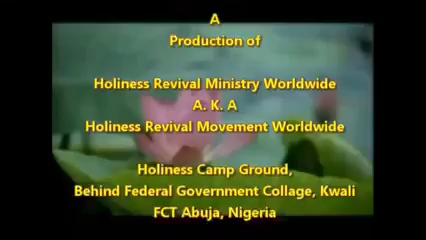 A
Production of
Holiness Revival Ministry Worldwide
A. K. A
Holiness Revival Movement Worldwide
Holiness Camp Ground,
Behind Federal Government Collage, Kwali
FCT Abuja, Nigeria